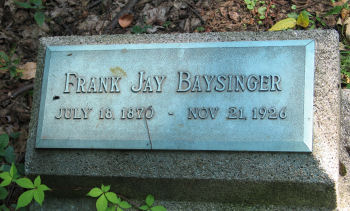 Frank Jay Baysinger
July 18, 1870 - Nov 21, 1926